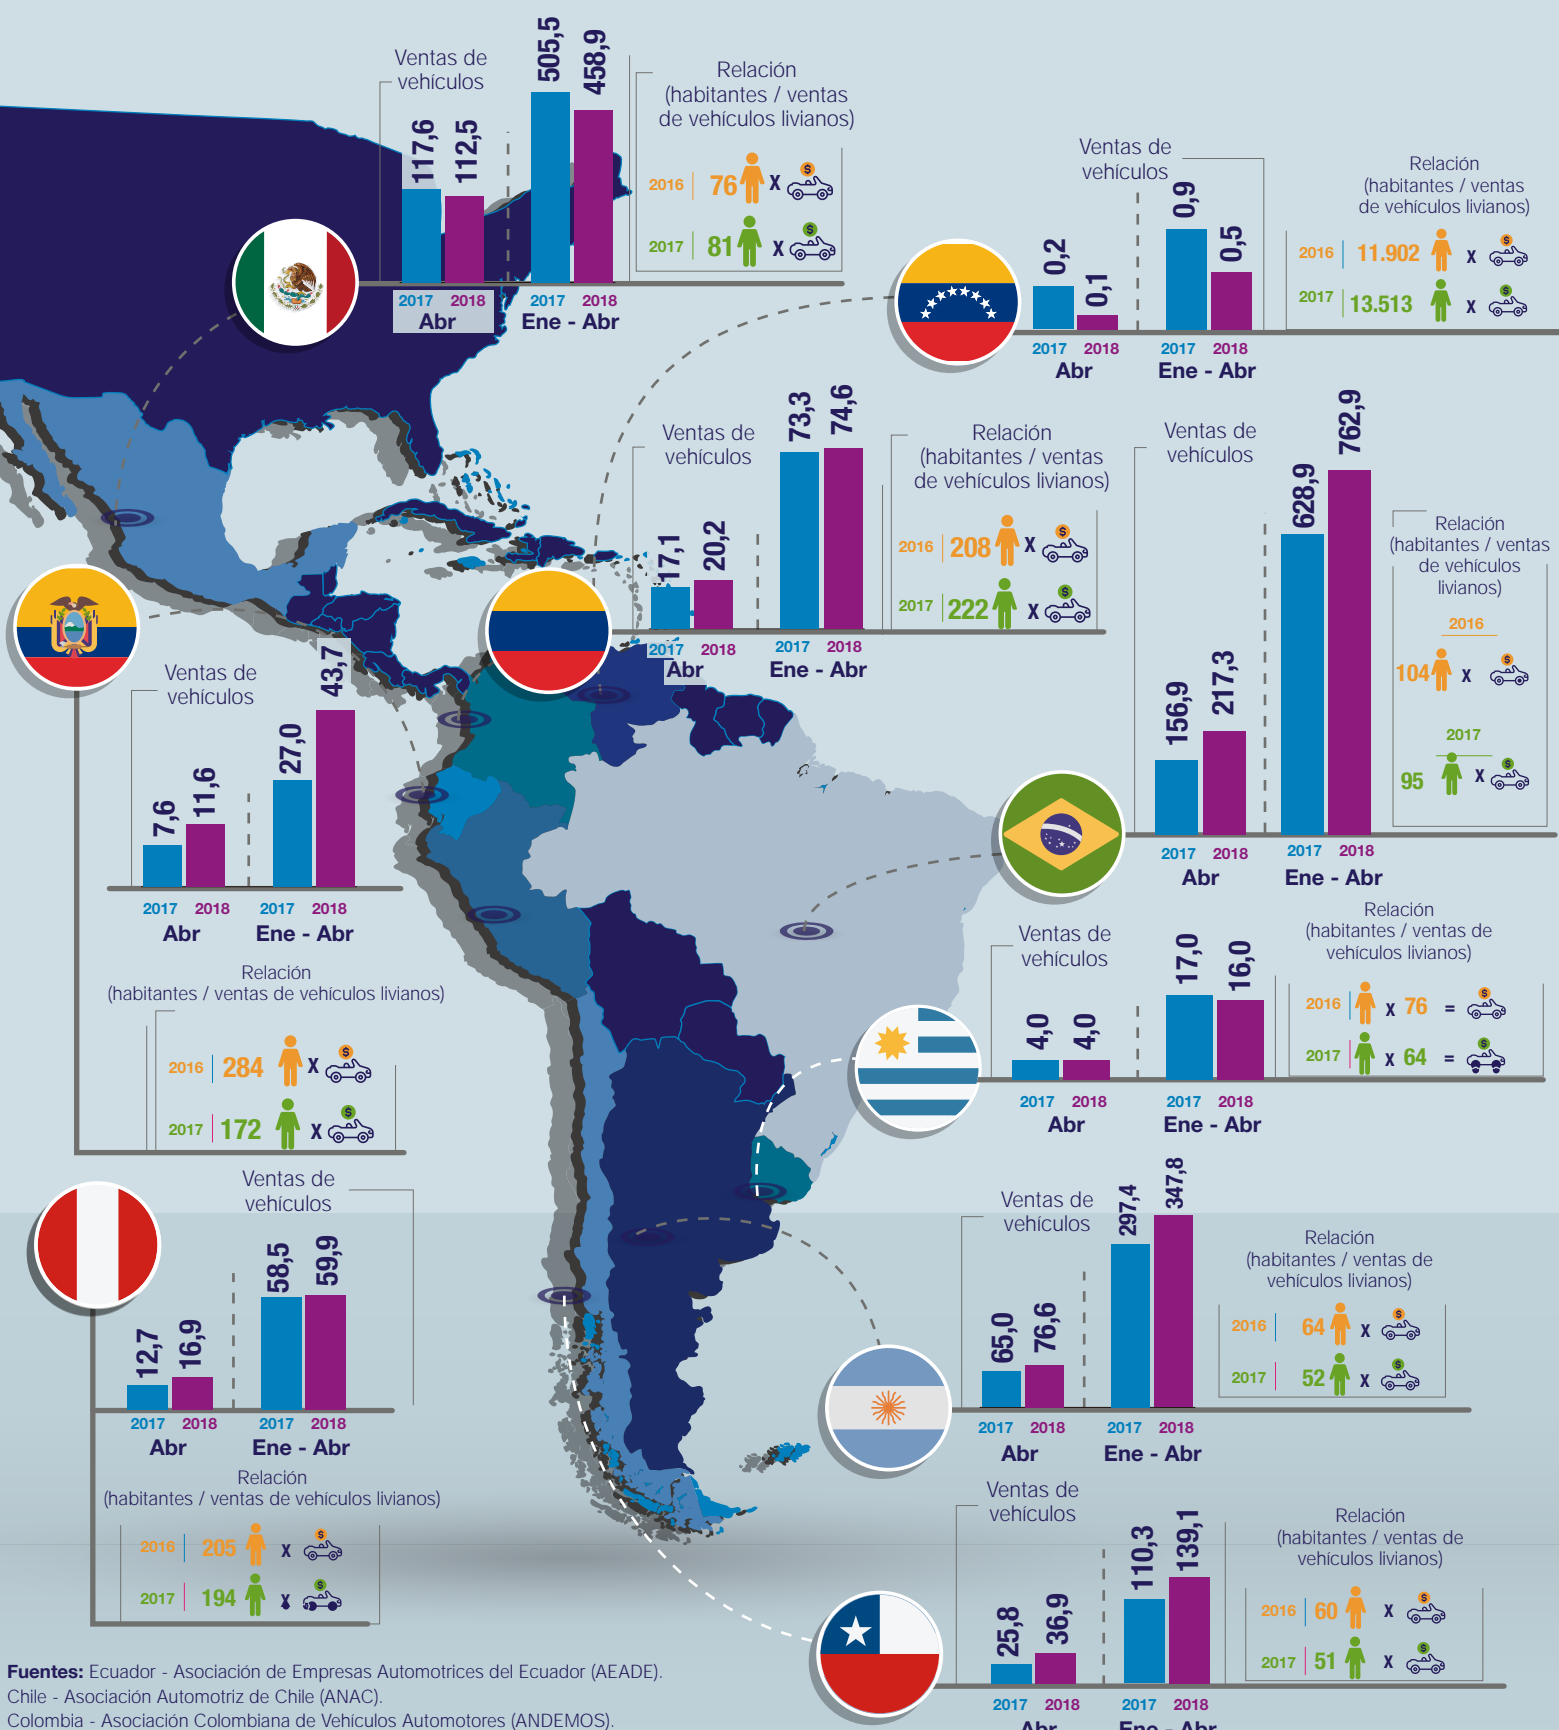 Ventas de
vehículos
117,6
112,5
505,5
458,9
2017 2018
Abr
2017 2018
Ene - Abr
Relación
(habitantes / ventas
de vehículos livianos)
2016 76 X $
2017 81 X $
Ventas de
vehículos
0,2
0,1
0,9
0,5
2017 2018
Abr
2017 2018
Ene - Abr
Relación
(habitantes / ventas
de vehículos livianos)
2016 11.902 X $
2017 13.513 X $
Ventas de
vehículos
17,1
20,2
73,3
74,6
2017 2018
Abr
2017 2018
Ene - Abr
Relación
(habitantes / ventas
de vehículos livianos)
2016 208 X $
2017 222 X $
Ventas de
vehículos
156,9
217,3
628,9
762,9
2017 2018
Abr
2017 2018
Ene - Abr
Relación
(habitantes / ventas
de vehículos
livianos)
2016
104 X $
2017
95 X $
Ventas de
vehículos
7,6
11,6
27,0
43,7
2017 2018
Abr
2017 2018
Ene - Abr
Relación
(habitantes / ventas de vehículos livianos)
2016 284 X $
2017 172 X $
Ventas de
vehículos
4,0
4,0
17,0
16,0
2017 2018
Abr
2017 2018
Ene - Abr
Relación
(habitantes / ventas de
vehículos livianos)
2016 X 76 = $
2017 X 64 = $
Ventas de
vehículos
12,7
16,9
58,5
59,9
2017 2018
Abr
2017 2018
Ene - Abr
Relación
(habitantes / ventas de vehículos livianos)
2016 205 X $
2017 194 X $
Ventas de
vehículos
65,0
76,6
297,4
347,8
2017 2018
Abr
2017 2018
Ene - Abr
Relación
(habitantes / ventas de
vehículos livianos)
2016 64 X $
2017 52 X $
Ventas de
vehículos
25,8
36,9
110,3
139,1
2017 2018
Abr
2017 2018
Ene - Abr
Relación
(habitantes / ventas de
vehículos livianos)
2016 60 X $
2017 51 X $
Fuentes: Ecuador - Asociación de Empresas Automotrices del Ecuador (AEADE).
Chile - Asociación Automotriz de Chile (ANAC).
Colombia - Asociación Colombiana de Vehículos Automotores (ANDEMOS).